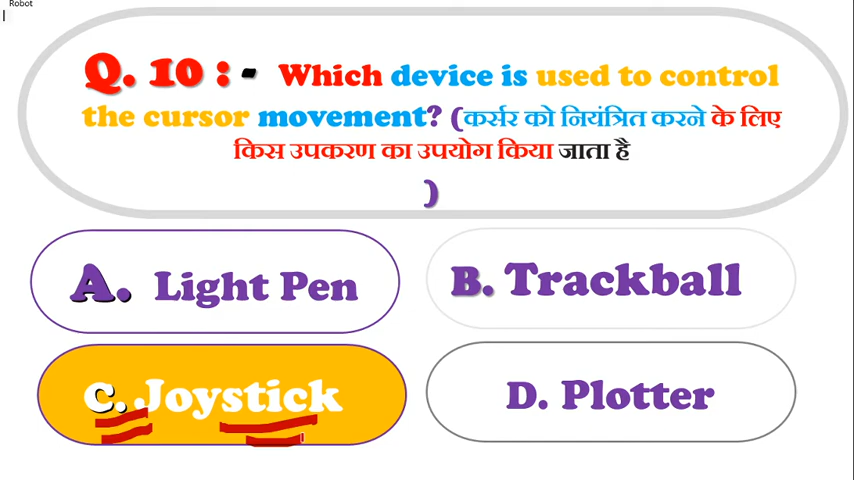 Robot
Q. 10 : - Which device is used to control
the cursor movement? (कर्सर को नियंत्रित करने के लिए
किस उपकरण का उपयोग किया जाता है
)
A. Light Pen
B. Trackball
C. Joystick
D. Plotter